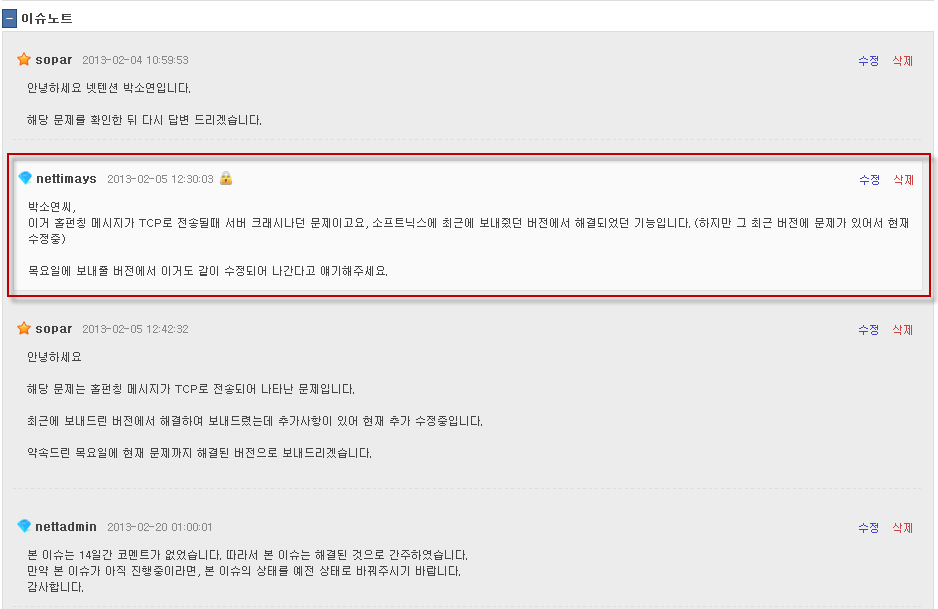 이슈노트
sopar 2013-02-04 10:59:53 수정 삭제
안녕하세요 넷텐션 박소연입니다.
해당 문제를 확인한 뒤 다시 답변 드리겠습니다.
nettimays 2013-02-05 12:30:03 수정 삭제
박소연씨,
이거 홀펀칭 메시지가 TCP로 전송될때 서버 크래시나던 문제이고요, 소프트닉스에 최근에 보내줬던 버전에서 해결되었던 기능입니다. (하지만 그 최근 버전에 문제가 있어서 현재
수정중)
목요일에 보내줄 버전에서 이거도 같이 수정되어 나간다고 얘기해주세요.
sopar 2013-02-05 12:42:32 수정 삭제
안녕하세요
해당 문제는 홀펀칭 메시지가 TCP로 전송되어 나타난 문제입니다.
최근에 보내드린 버전에서 해결하여 보내드렸는데 추가사항이 있어 현재 추가 수정중입니다.
약속드린 목요일에 현재 문제까지 해결된 버전으로 보내드리겠습니다.
nettadmin 2013-02-20 01:00:01 수정 삭제
본 이슈는 14일간 코멘트가 없었습니다. 따라서 본 이슈는 해결된 것으로 간주하였습니다.
만약 본 이슈가 아직 진행중이라면, 본 이슈의 상태를 예전 상태로 바꿔주시기 바랍니다.
감사합니다.